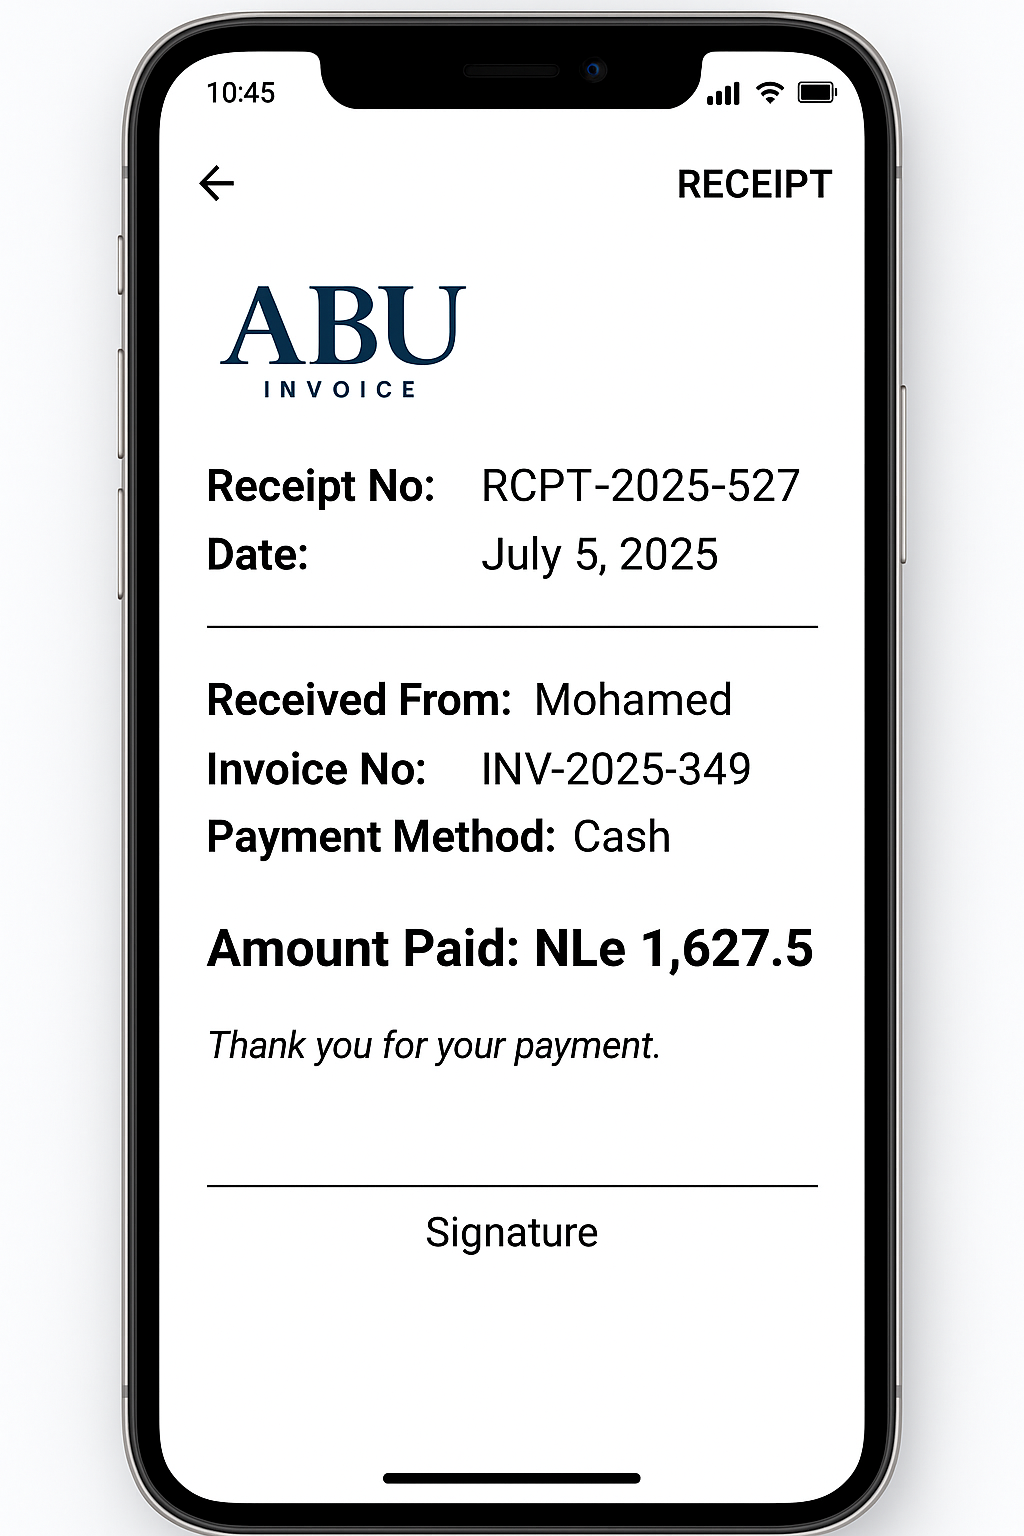 10:45
RECEIPT
ABU
INVOICE
Receipt No: RCPT-2025-527
Date: July 5, 2025
Received From: Mohamed
Invoice No: INV-2025-349
Payment Method: Cash
Amount Paid: NLe 1,627.5
Thank you for your payment.
Signature